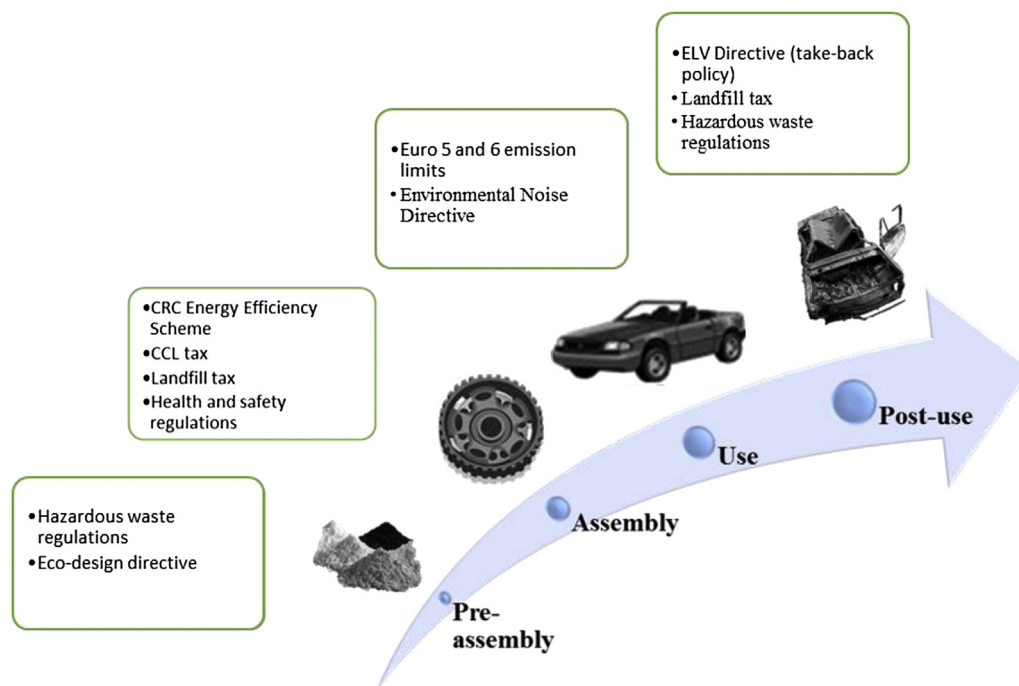 •ELV Directive (take-back
policy)
•Landfill tax
•Hazardous waste
regulations
•Euro 5 and 6 emission
limits
•Environmental Noise
Directive
•CRC Energy Efficiency
Scheme
•CCL tax
•Landfill tax
•Health and safety
regulations
•Hazardous waste
regulations
•Eco-design directive
Pre-
assembly
Assembly
Use
Post-use